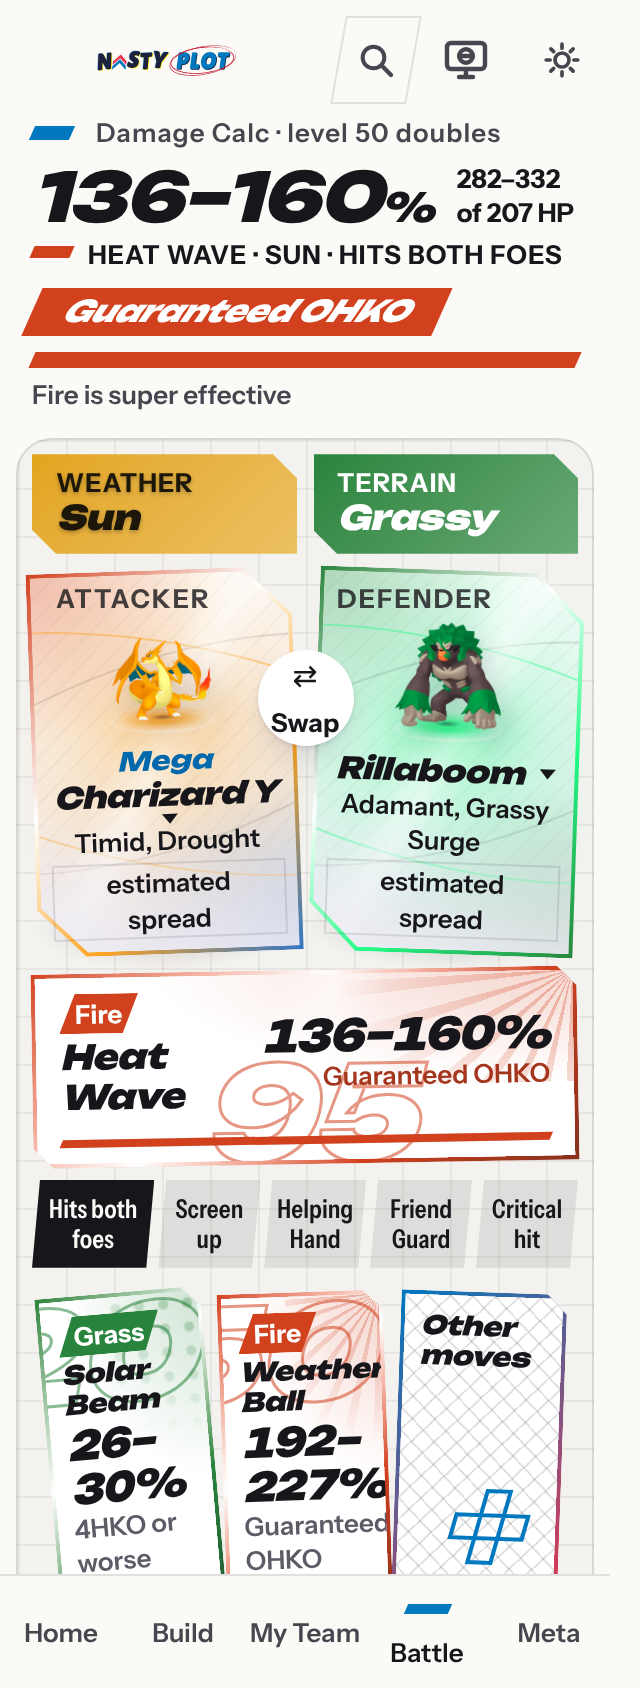 NASTY PLOT
Damage Calc · level 50 doubles
136–160%
282–332
of 207 HP
HEAT WAVE · SUN · HITS BOTH FOES
Guaranteed OHKO
Fire is super effective
WEATHER
Sun
TERRAIN
Grassy
ATTACKER
Mega
Charizard Y
Timid, Drought
estimated
spread
⇄
Swap
DEFENDER
Rillaboom
Adamant, Grassy
Surge
estimated
spread
Fire
Heat
Wave
136–160%
Guaranteed OHKO
95
Hits both
foes
Screen
up
Helping
Hand
Friend
Guard
Critical
hit
Grass
Solar
Beam
26–
30%
4HKO or
worse
Fire
Weather
Ball
192–
227%
Guaranteed
OHKO
Other
moves
Home
Build
My Team
Battle
Meta